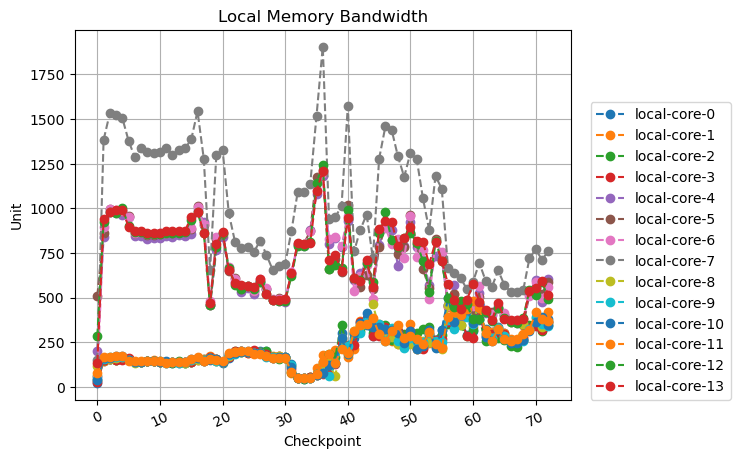 Local Memory Bandwidth
Unit
1750
1500
1250
1000
750
500
250
0
0
10
20
30
40
50
60
70
Checkpoint
local-core-0
local-core-1
local-core-2
local-core-3
local-core-4
local-core-5
local-core-6
local-core-7
local-core-8
local-core-9
local-core-10
local-core-11
local-core-12
local-core-13